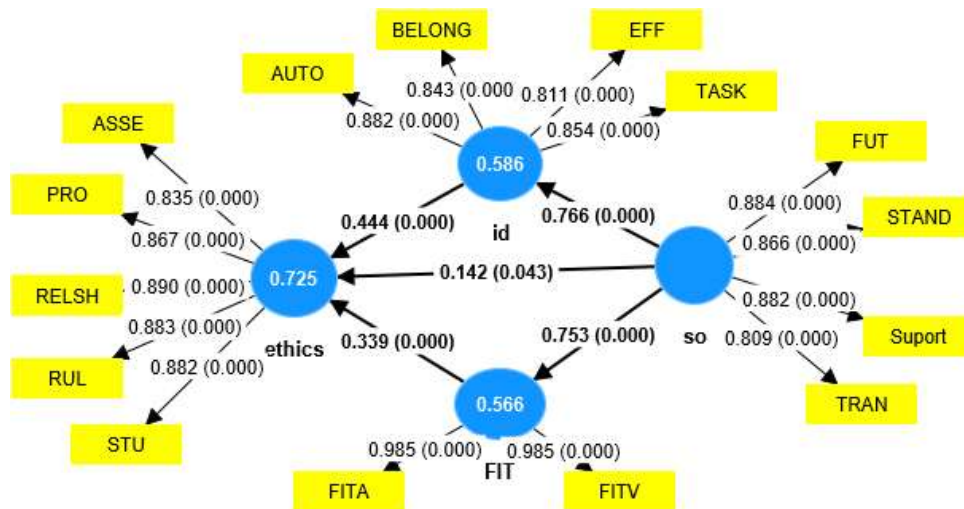 BELONG
EFF
AUTO
TASK
0.843 (0.000
0.811 (0.000)
0.882 (0.000)
0.854 (0.000)
ASSE
FUT
0.586
PRO
0.835 (0.000)
0.884 (0.000)
STAND
0.444 (0.000)
id
0.766 (0.000)
0.867 (0.000)
0.866 (0.000)
RELSH
0.890 (0.000)
0.725
0.142 (0.043)
0.883 (0.000)
ethics
0.339 (0.000)
0.753 (0.000)
so
0.882 (0.000)
0.809 (0.000)
Suport
RUL
0.882 (0.000)
TRAN
0.566
STU
0.985 (0.000)
FIT
0.985 (0.000)
FITA
FITV